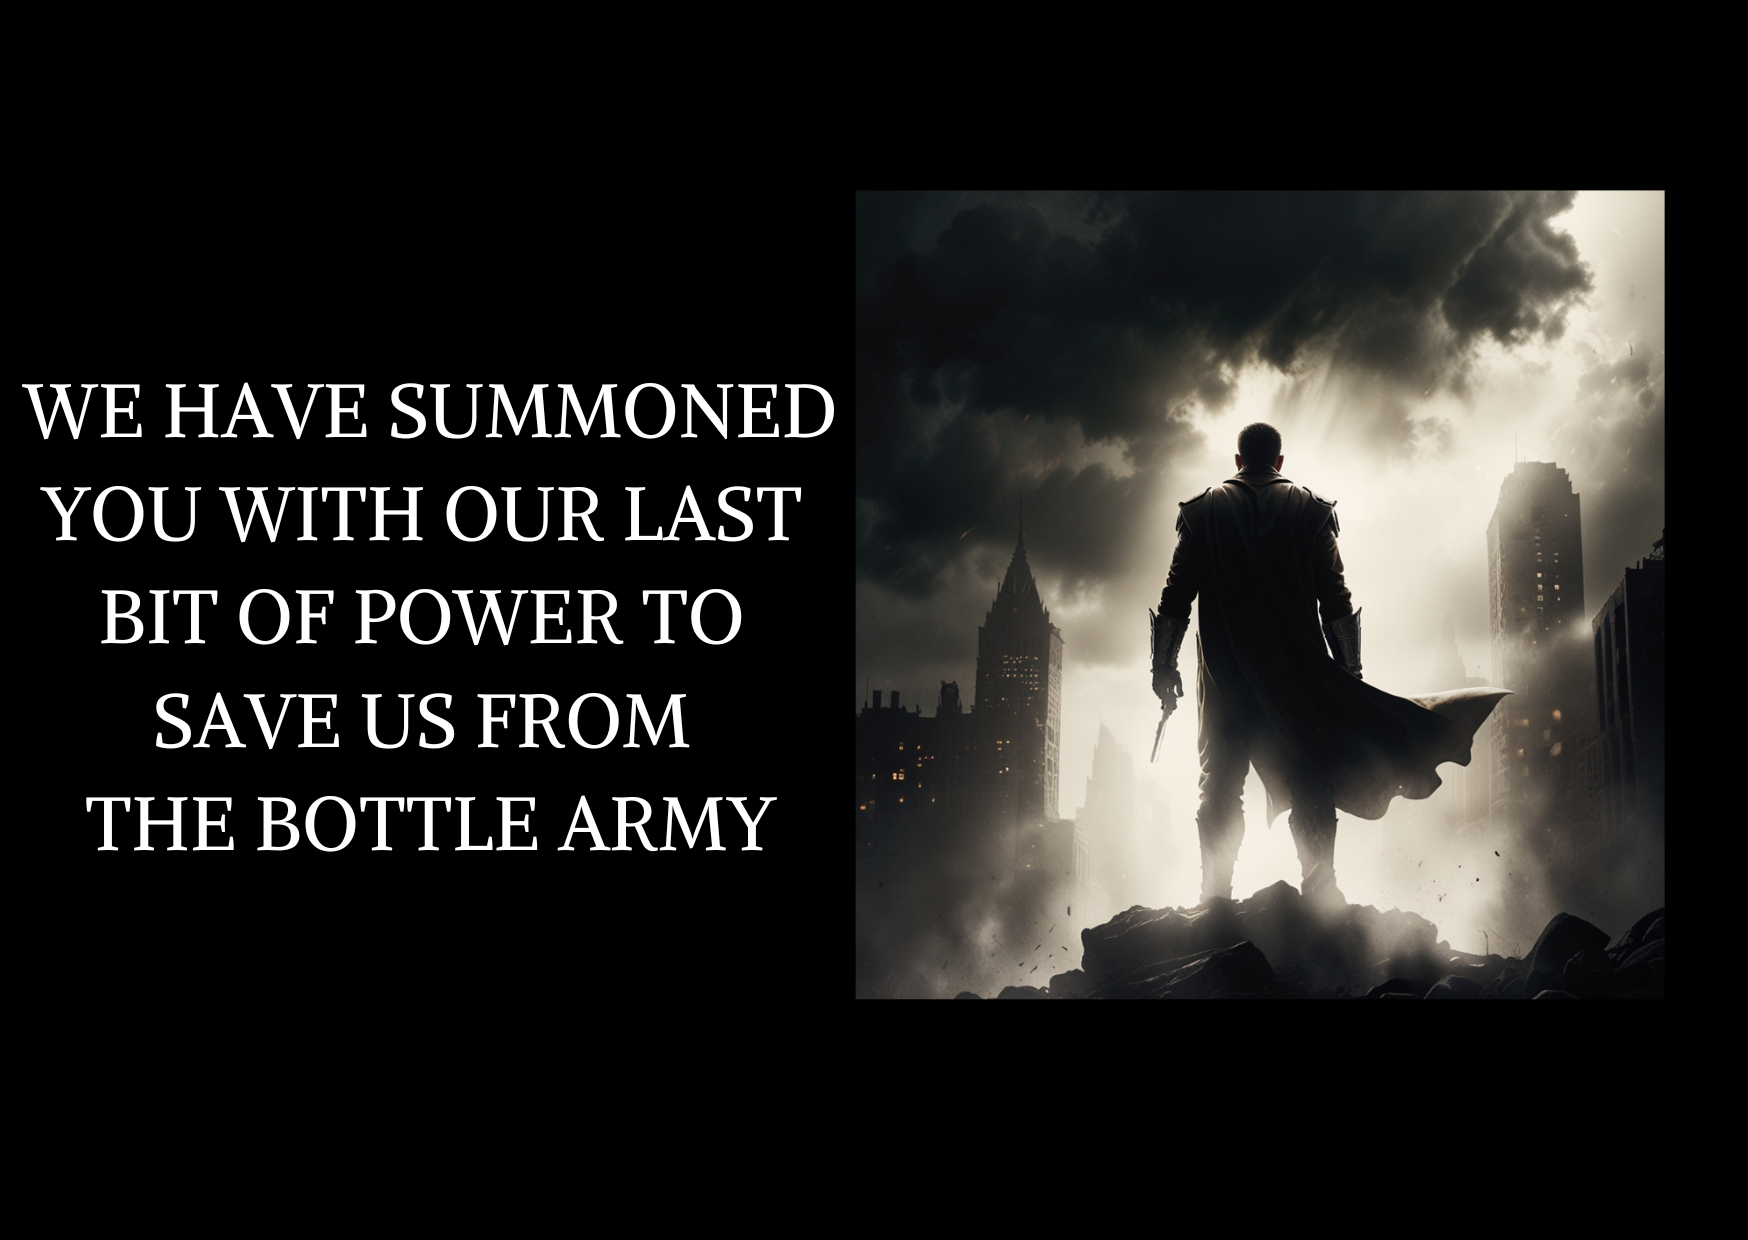 WE HAVE SUMMONED
YOU WITH OUR LAST
BIT OF POWER TO
SAVE US FROM
THE BOTTLE ARMY